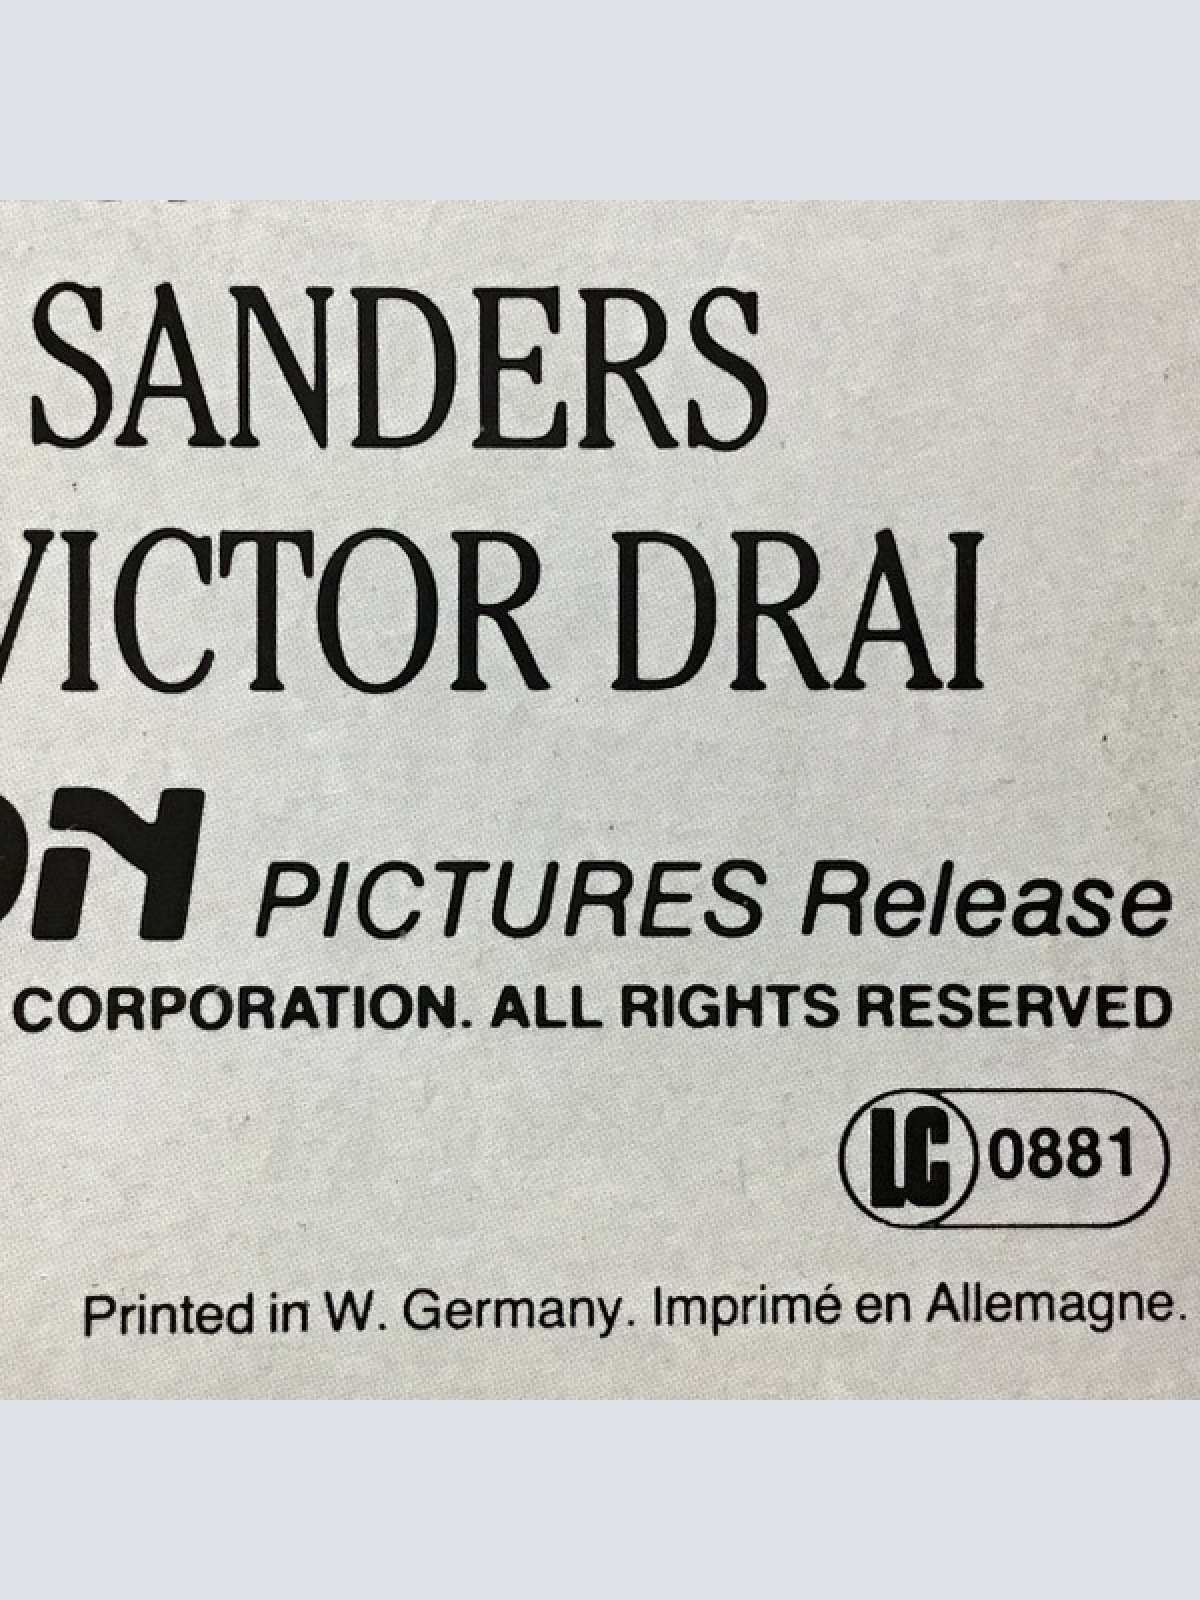 SANDERS
VICTOR DRAI
PICTURES Release
CORPORATION. ALL RIGHTS RESERVED
LC 0881
Printed in W. Germany. Imprimé en Allemagne.